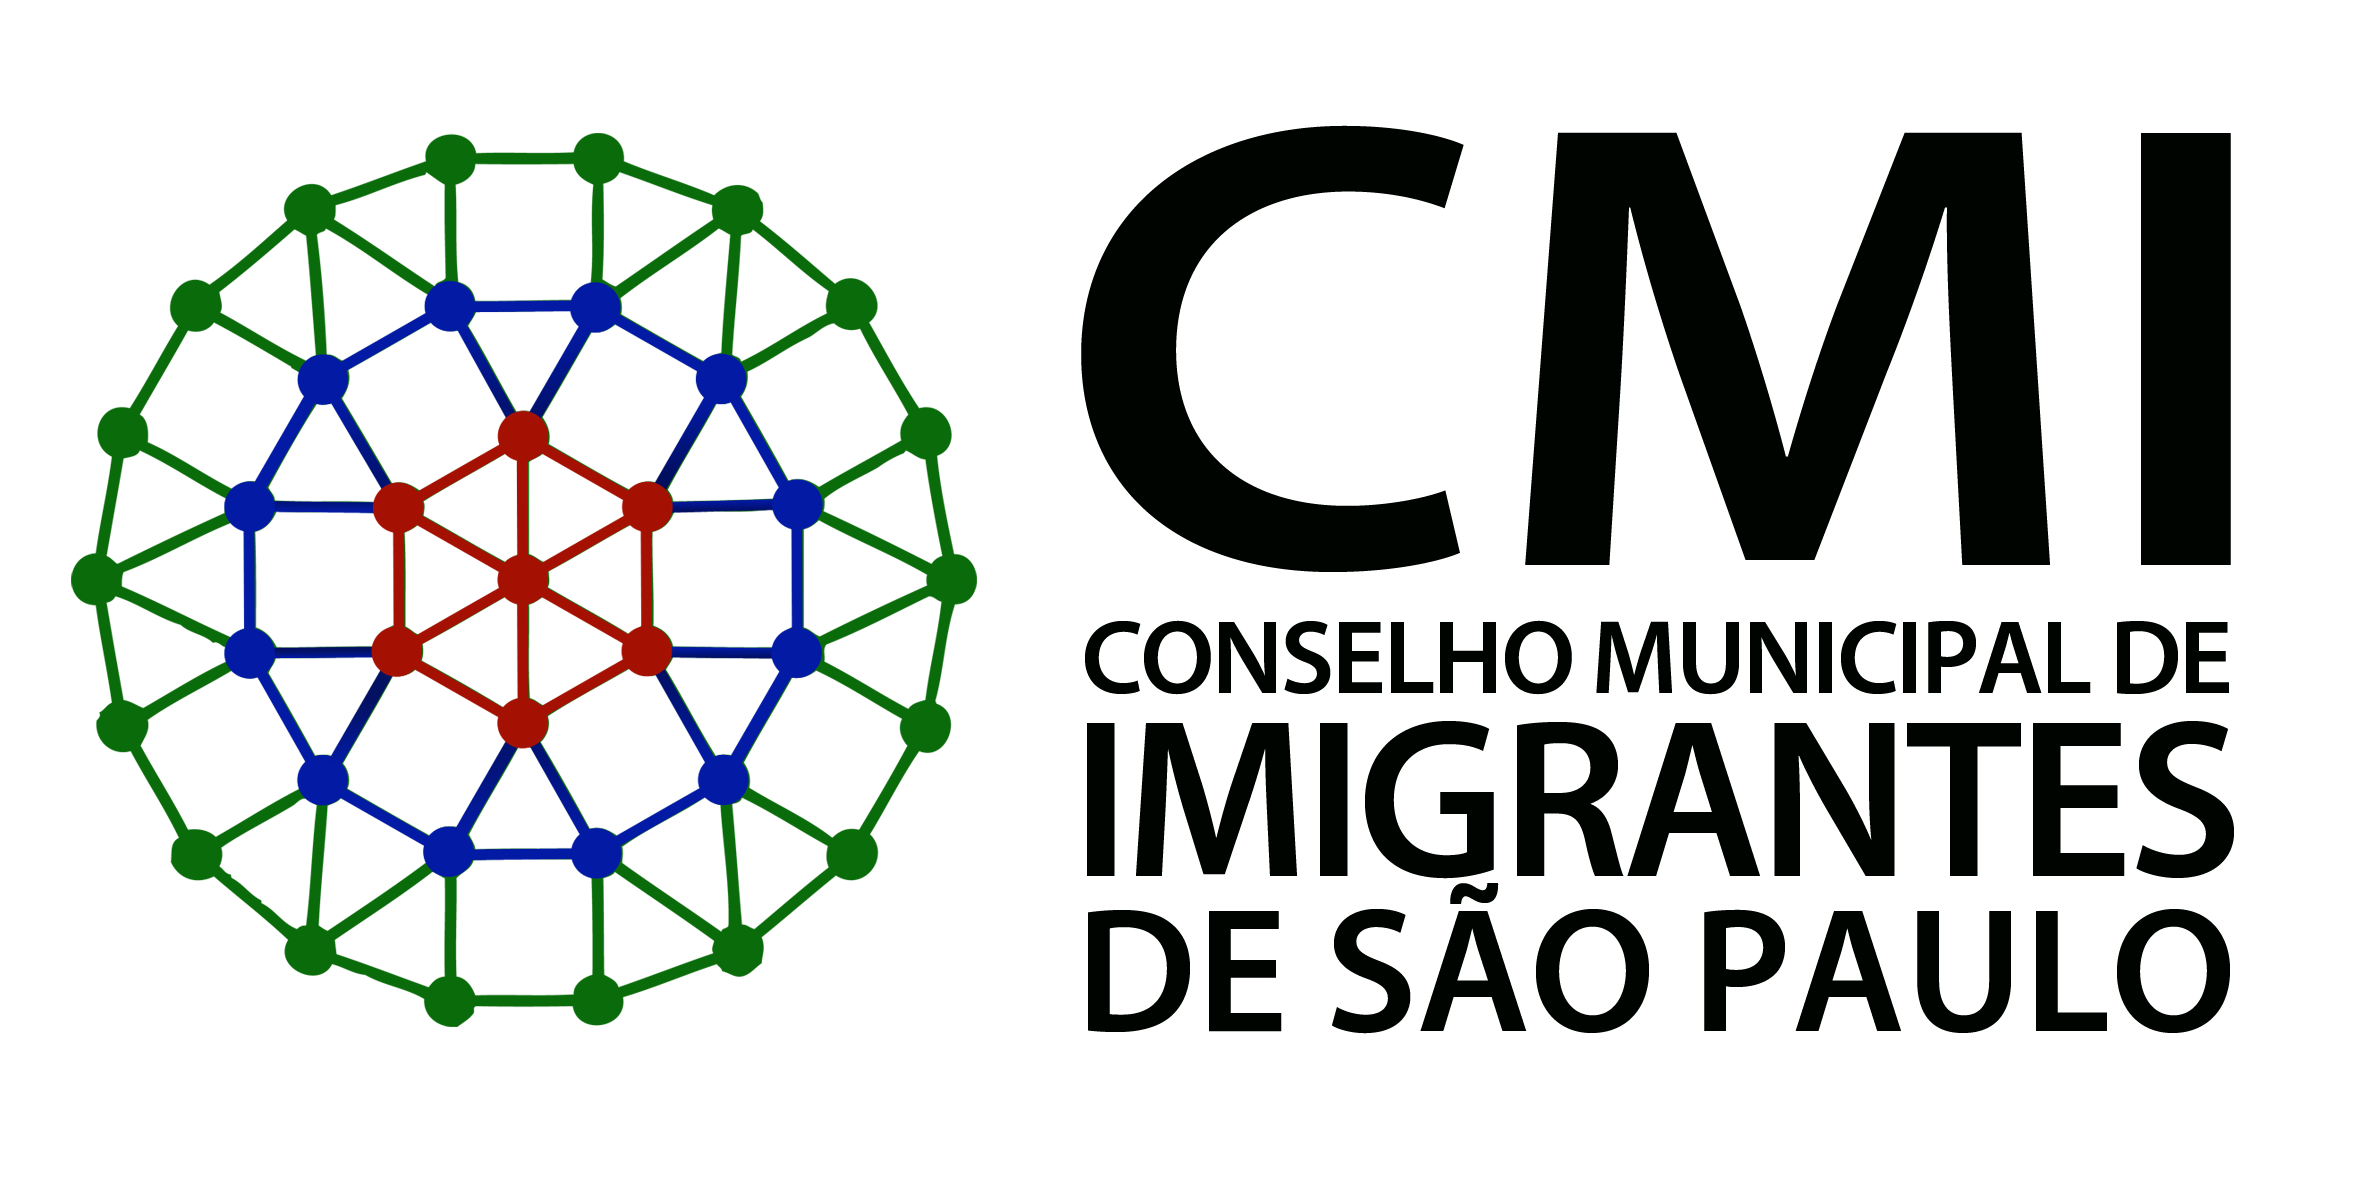 CMI
CONSELHO MUNICIPAL DE
IMIGRANTES
DE SÃO PAULO